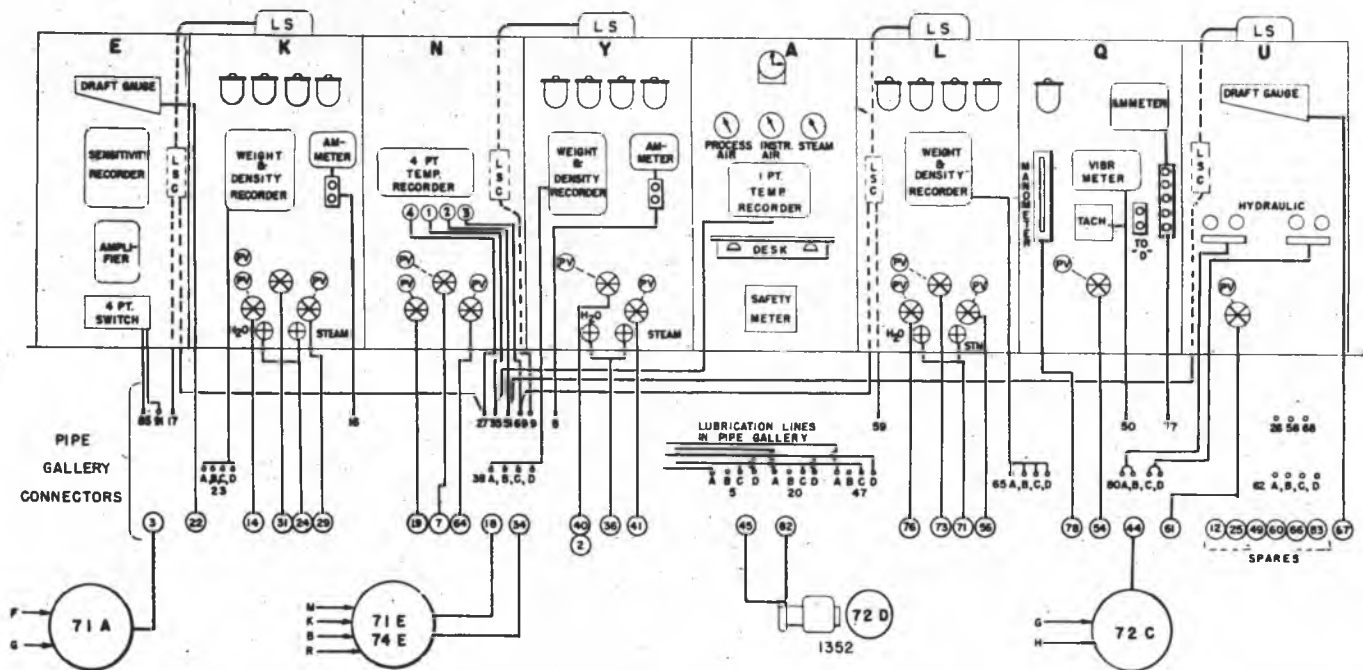 LS LS LS LS
E K N Y A L Q U
DRAFT GAUGE
SENSITIVITY
RECORDER
AMPLI-
FIER
4 PT.
SWITCH
LSC
WEIGHT
&
DENSITY
RECORDER
AM-
METER
PV PV
H2O
STEAM
4 PT
TEMP.
RECORDER
4 1 2 3
PV
PV PV
LSC
WEIGHT
&
DENSITY
RECORDER
AM-
METER
PV
PV
H2O
STEAM
PROCESS
AIR
INSTR.
AIR
STEAM
1 PT.
TEMP.
RECORDER
DESK
SAFETY
METER
LSC
WEIGHT
&
DENSITY
RECORDER
PV
PV PV
H2O
STM
MANOMETER
AMMETER
VIBR
METER
TACH.
TO
"D"
PV
LSC
DRAFT GAUGE
HYDRAULIC
PV
PIPE
GALLERY
CONNECTORS
85 91 17
16
27 35 51 69 9
8
59
50
77
26 58 68
A, B, C, D
23
38 A, B, C, D
LUBRICATION LINES
IN PIPE GALLERY
A B C D A B C D A B C D
5 20 47
65 A, B, C, D
80 A, B, C, D
62 A, B, C, D
3 22 14 31 24 29 19 7 64 18 34 40 36 41 45 82 76 73 71 56 78 54 44 61 12 25 49 60 66 83 67
2
SPARES
F
G
71 A
M
K
B
R
71 E
74 E
72 D
1352
G
H
72 C